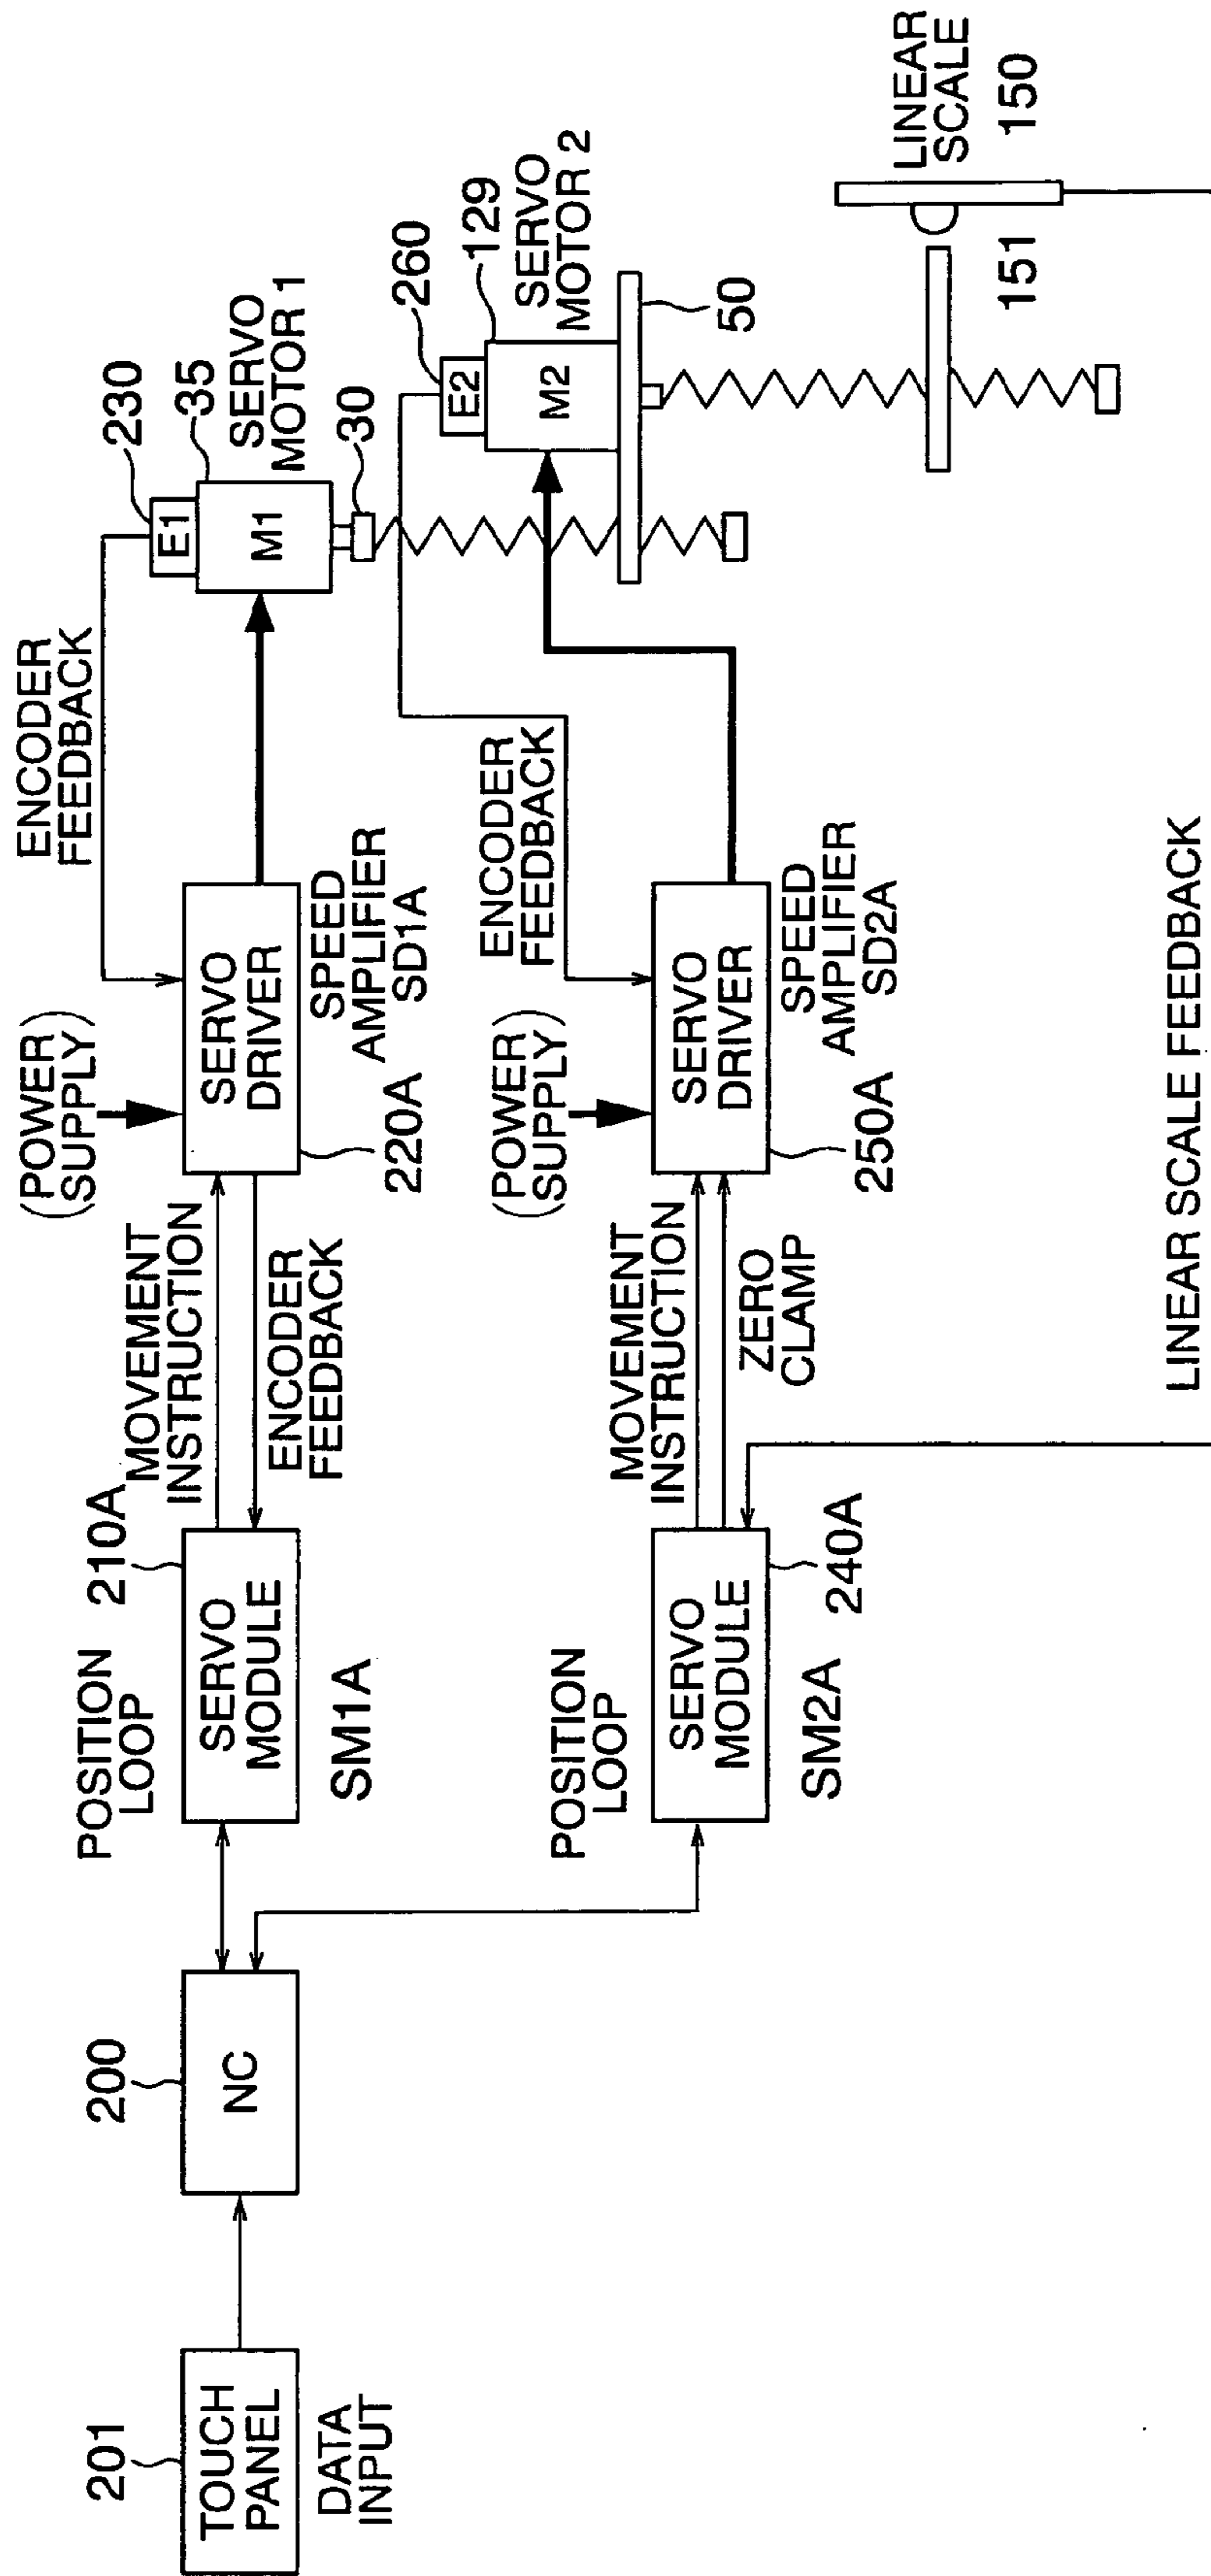 201
TOUCH
PANEL
DATA
INPUT
200
NC
POSITION
LOOP
210A
SERVO
MODULE
SM1A
MOVEMENT
INSTRUCTION
ENCODER
FEEDBACK
(POWER
SUPPLY)
SERVO
DRIVER
220A
SPEED
AMPLIFIER
SD1A
ENCODER
FEEDBACK
230
35
E1
M1
SERVO
MOTOR 1
30
POSITION
LOOP
SERVO
MODULE
SM2A
240A
MOVEMENT
INSTRUCTION
ZERO
CLAMP
(POWER
SUPPLY)
SERVO
DRIVER
250A
SPEED
AMPLIFIER
SD2A
ENCODER
FEEDBACK
260
129
E2
M2
SERVO
MOTOR 2
50
LINEAR
SCALE
150
151
LINEAR SCALE FEEDBACK